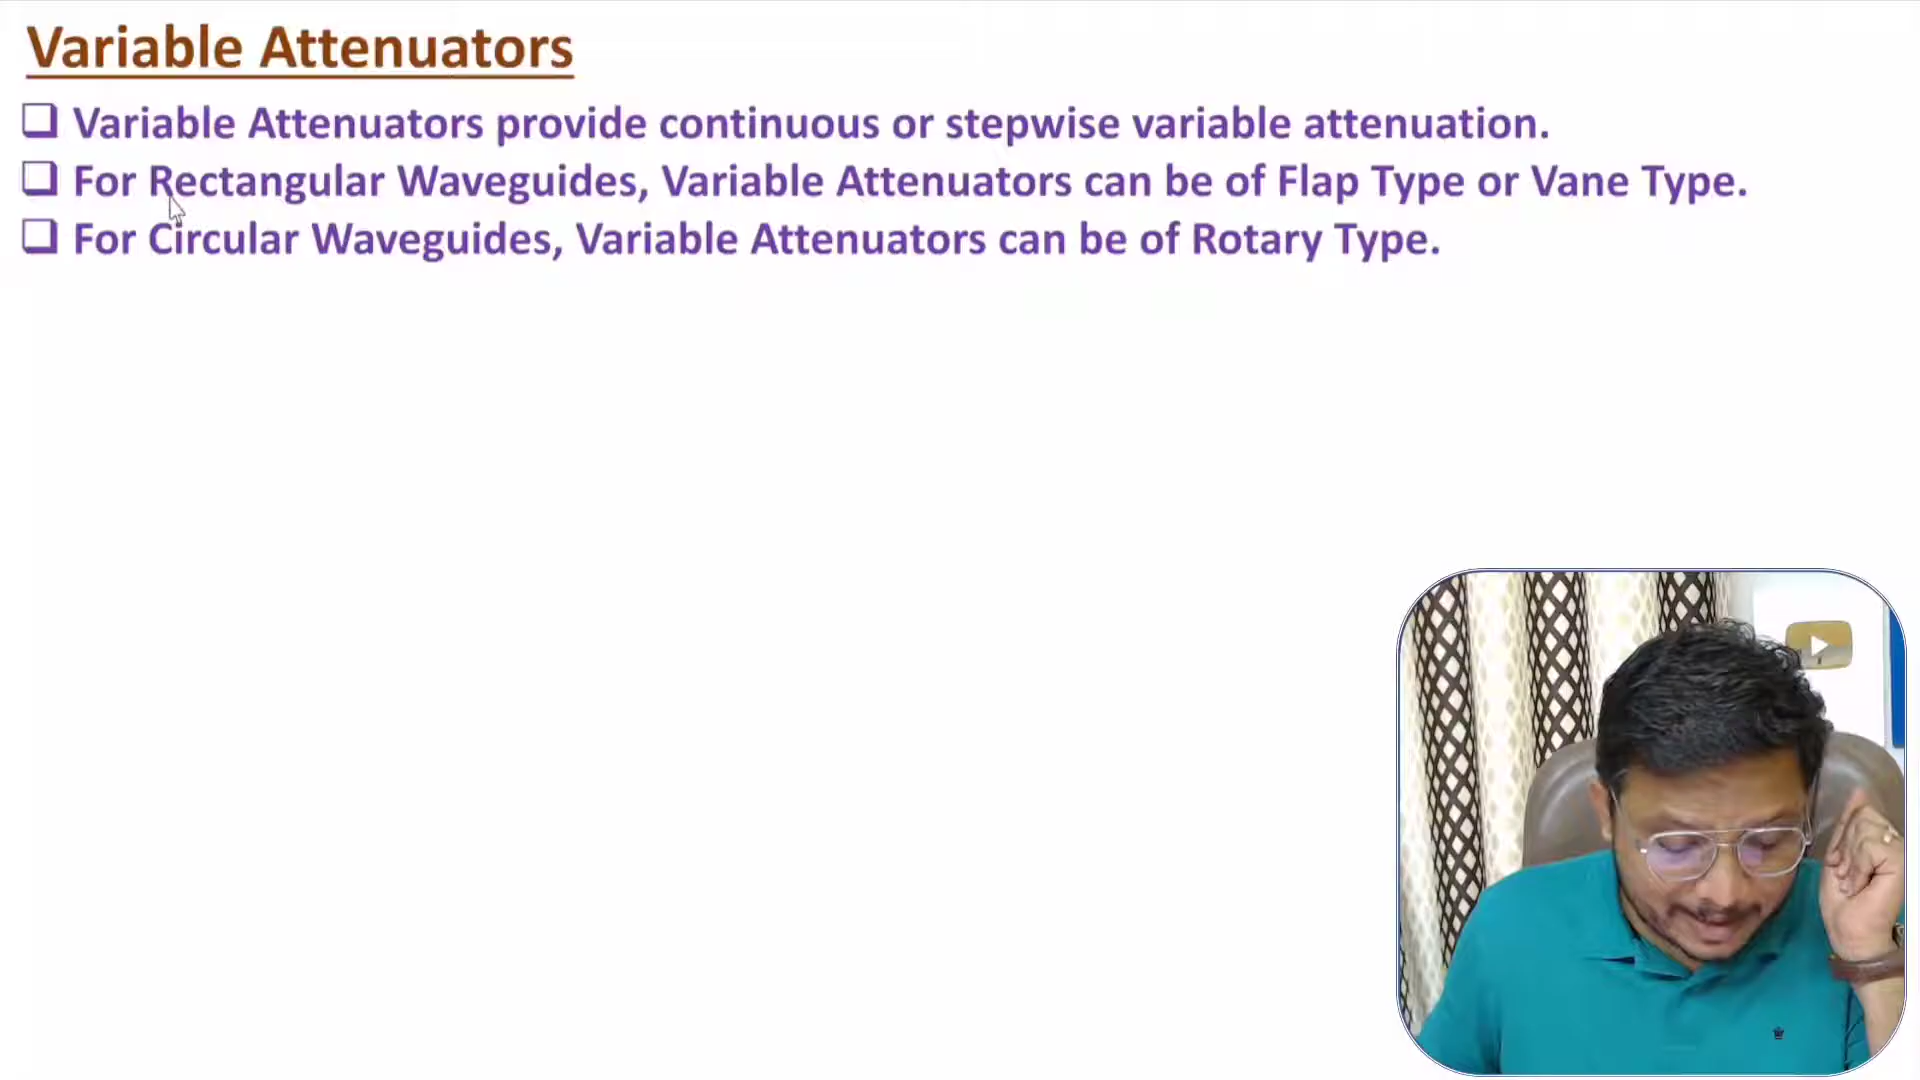 Variable Attenuators
Variable Attenuators provide continuous or stepwise variable attenuation.
For Rectangular Waveguides, Variable Attenuators can be of Flap Type or Vane Type.
For Circular Waveguides, Variable Attenuators can be of Rotary Type.